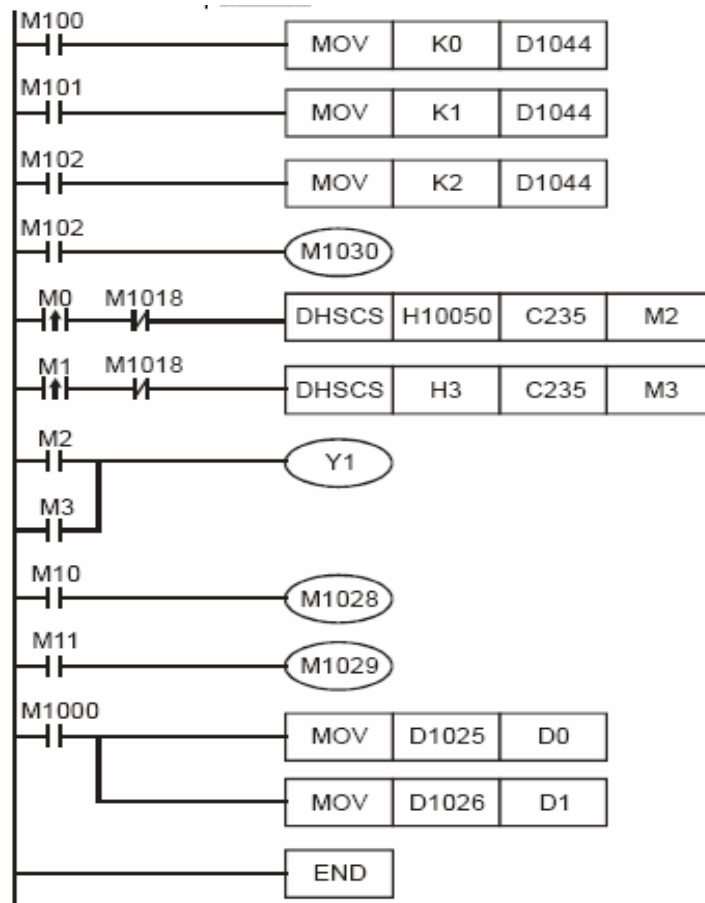 M100
MOV K0 D1044
M101
MOV K1 D1044
M102
MOV K2 D1044
M102
M1030
M0 M1018
DHSCS H10050 C235 M2
M1 M1018
DHSCS H3 C235 M3
M2
Y1
M3
M10
M1028
M11
M1029
M1000
MOV D1025 D0
MOV D1026 D1
END